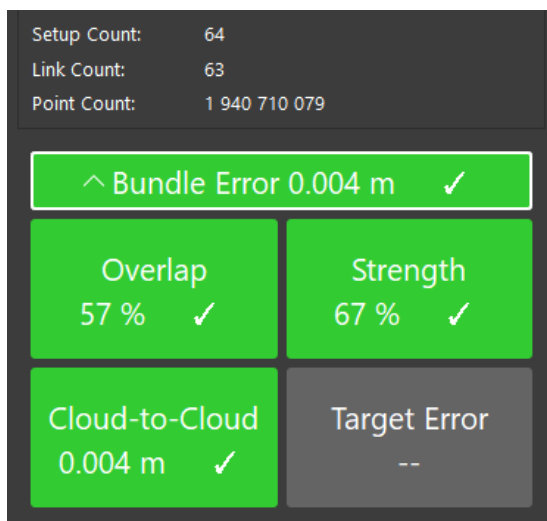 Setup Count: 64
Link Count: 63
Point Count: 1 940 710 079
Bundle Error 0.004 m ✓
Overlap Strength
57 % ✓ 67 % ✓
Cloud-to-Cloud Target Error
0.004 m ✓ --